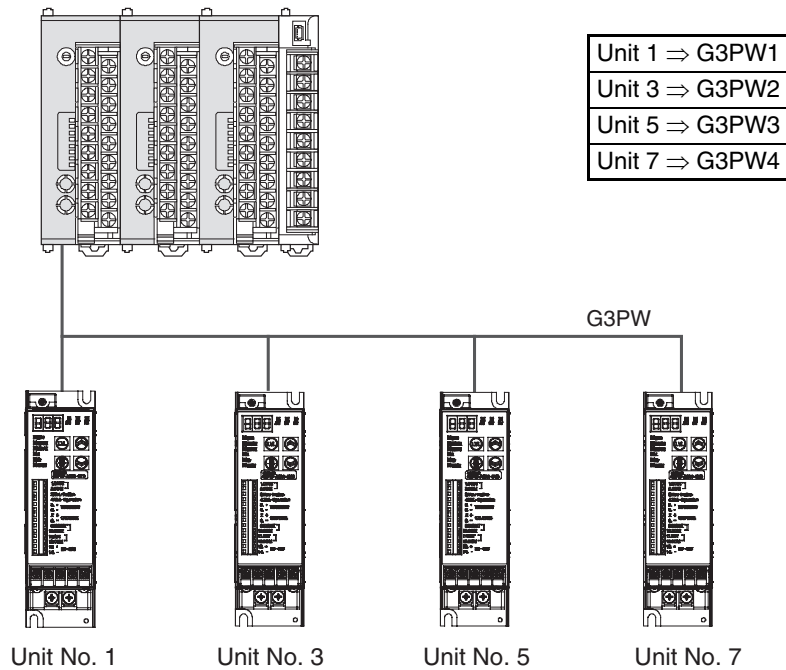 Unit 1 ⇒ G3PW1
Unit 3 ⇒ G3PW2
Unit 5 ⇒ G3PW3
Unit 7 ⇒ G3PW4
G3PW
Unit No. 1
Unit No. 3
Unit No. 5
Unit No. 7